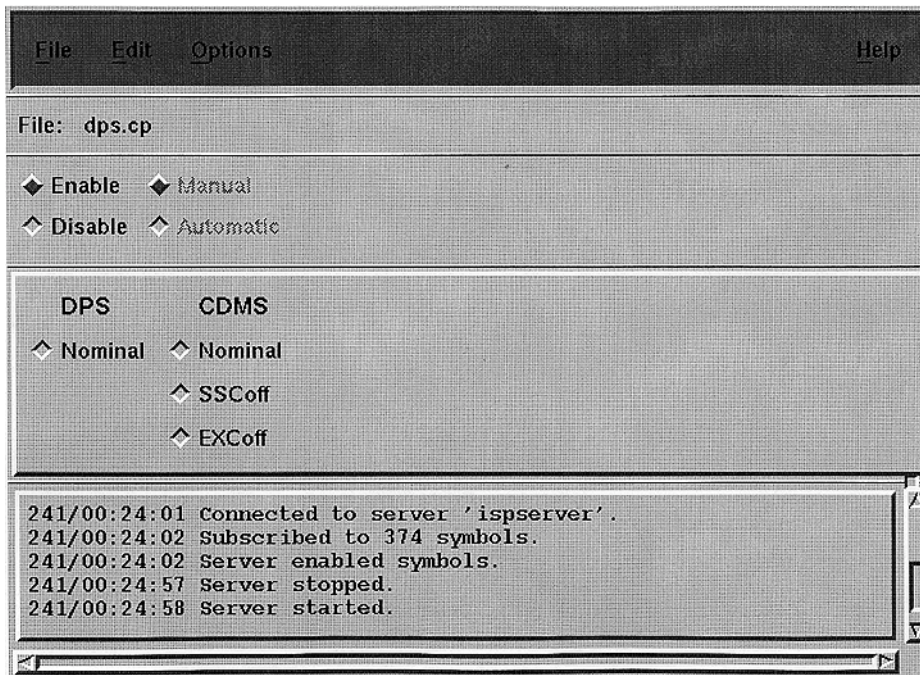 File Edit Options Help
File: dps.cp
Enable Manual
Disable Automatic
DPS CDMS
Nominal Nominal
SSCoff
EXCoff
241/00:24:01 Connected to server 'ispserver'.
241/00:24:02 Subscribed to 374 symbols.
241/00:24:02 Server enabled symbols.
241/00:24:57 Server stopped.
241/00:24:58 Server started.